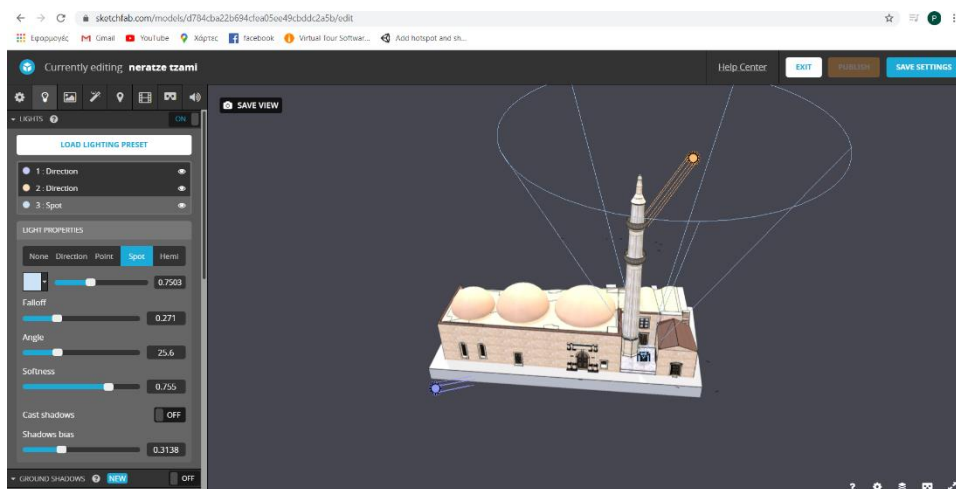 sketchfab.com/models/d784cba22b694cfea05ee49cbddc2a5b/edit
P
Εφαρμογές Gmail YouTube Χάρτες facebook Virtual Tour Softwar... Add hotspot and sh...
Currently editing neratze tzami
Help Center EXIT PUBLISH SAVE SETTINGS
LIGHTS ON
SAVE VIEW
LOAD LIGHTING PRESET
1 : Direction
2 : Direction
3 : Spot
LIGHT PROPERTIES
None Direction Point Spot Hemi
0.7503
Falloff
0.271
Angle
25.6
Softness
0.755
Cast shadows OFF
Shadows bias
0.3138
GROUND SHADOWS NEW OFF